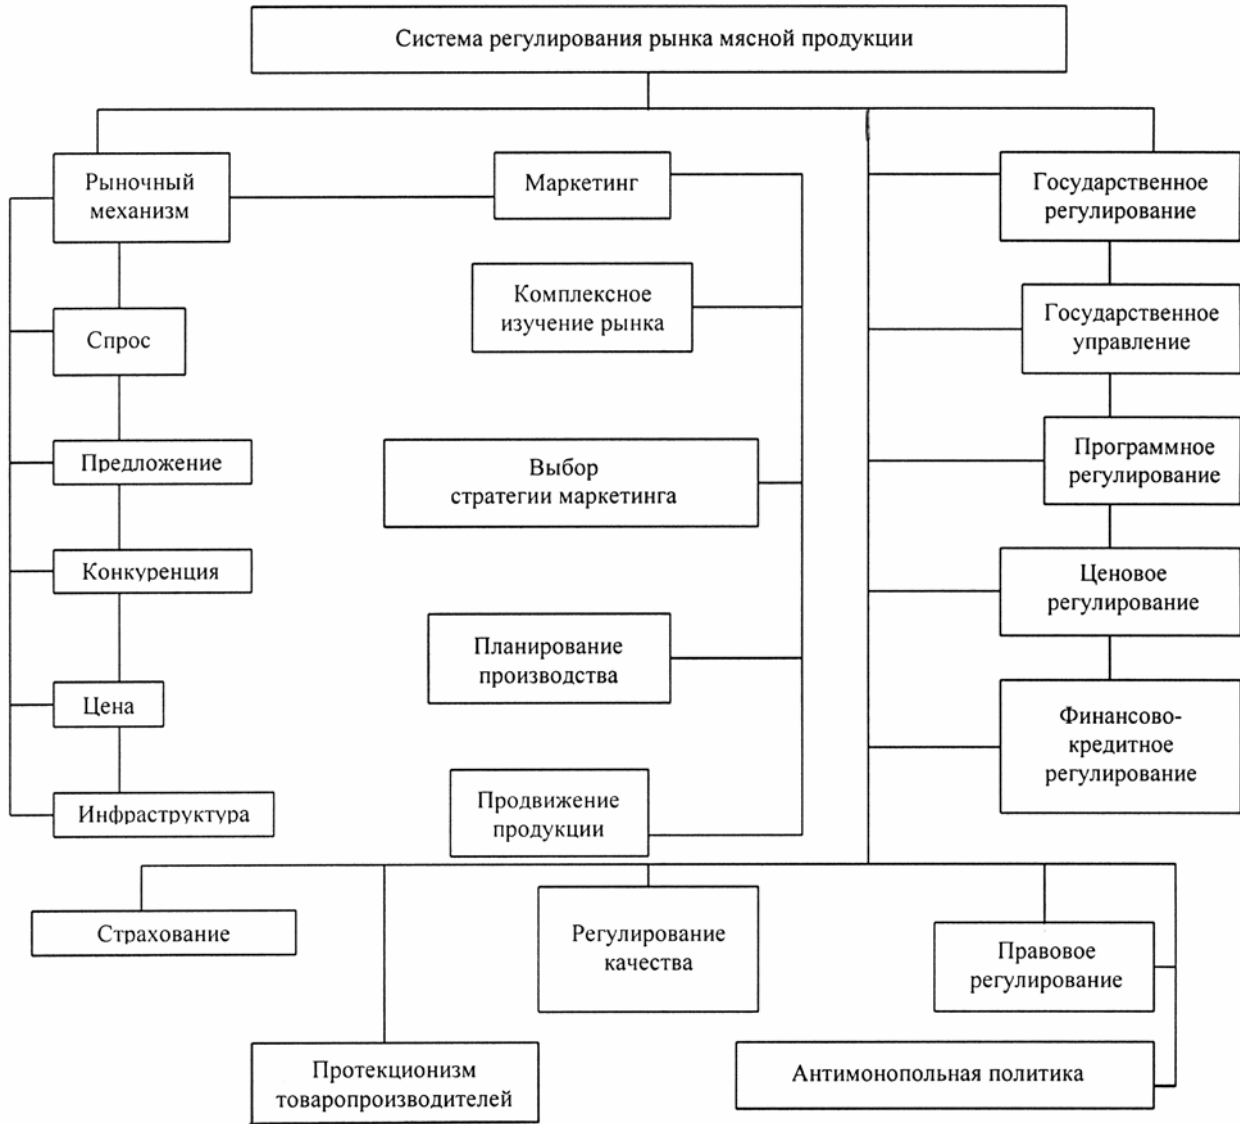 Система регулирования рынка мясной продукции
Рыночный
механизм
Маркетинг
Государственное
регулирование
Комплексное
изучение рынка
Государственное
управление
Спрос
Предложение
Выбор
стратегии маркетинга
Программное
регулирование
Конкуренция
Ценовое
регулирование
Планирование
производства
Цена
Финансово-
кредитное
регулирование
Инфраструктура
Продвижение
продукции
Страхование
Регулирование
качества
Правовое
регулирование
Протекционизм
товаропроизводителей
Антимонопольная политика